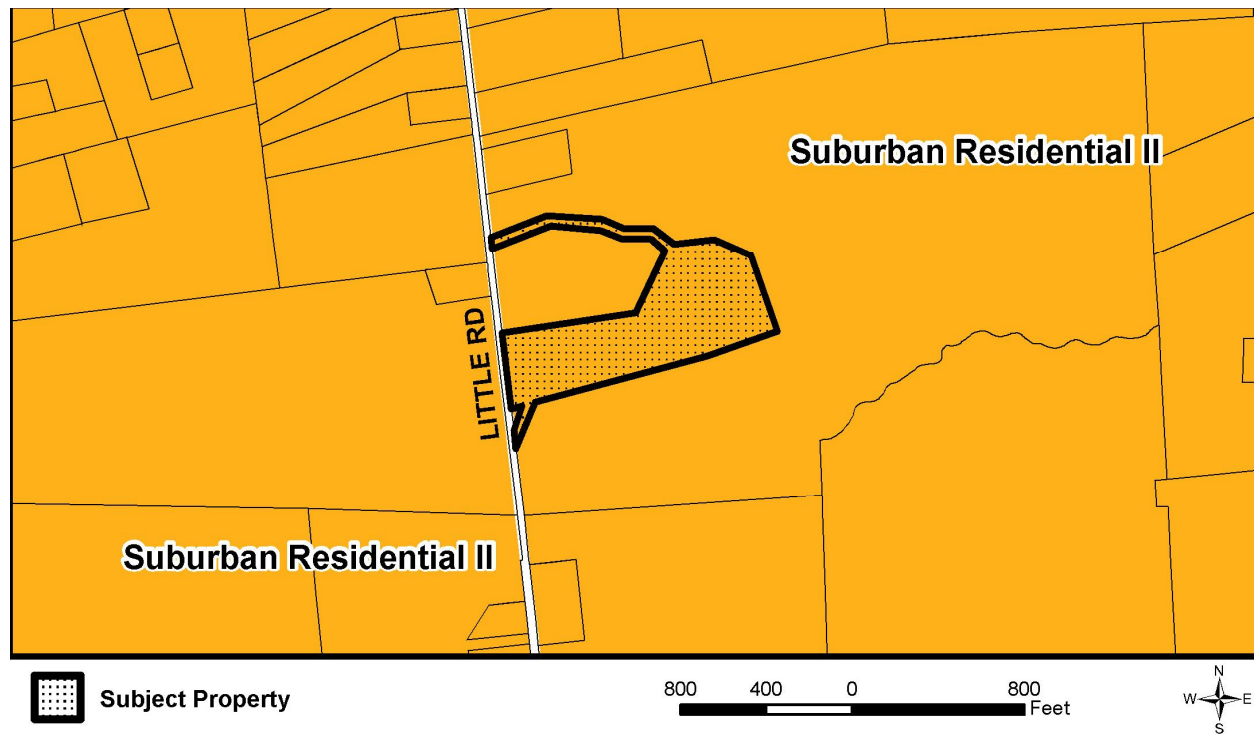 Suburban Residential II
LITTLE RD
Suburban Residential II
Subject Property
800 400 0 800
Feet
N
W E
S